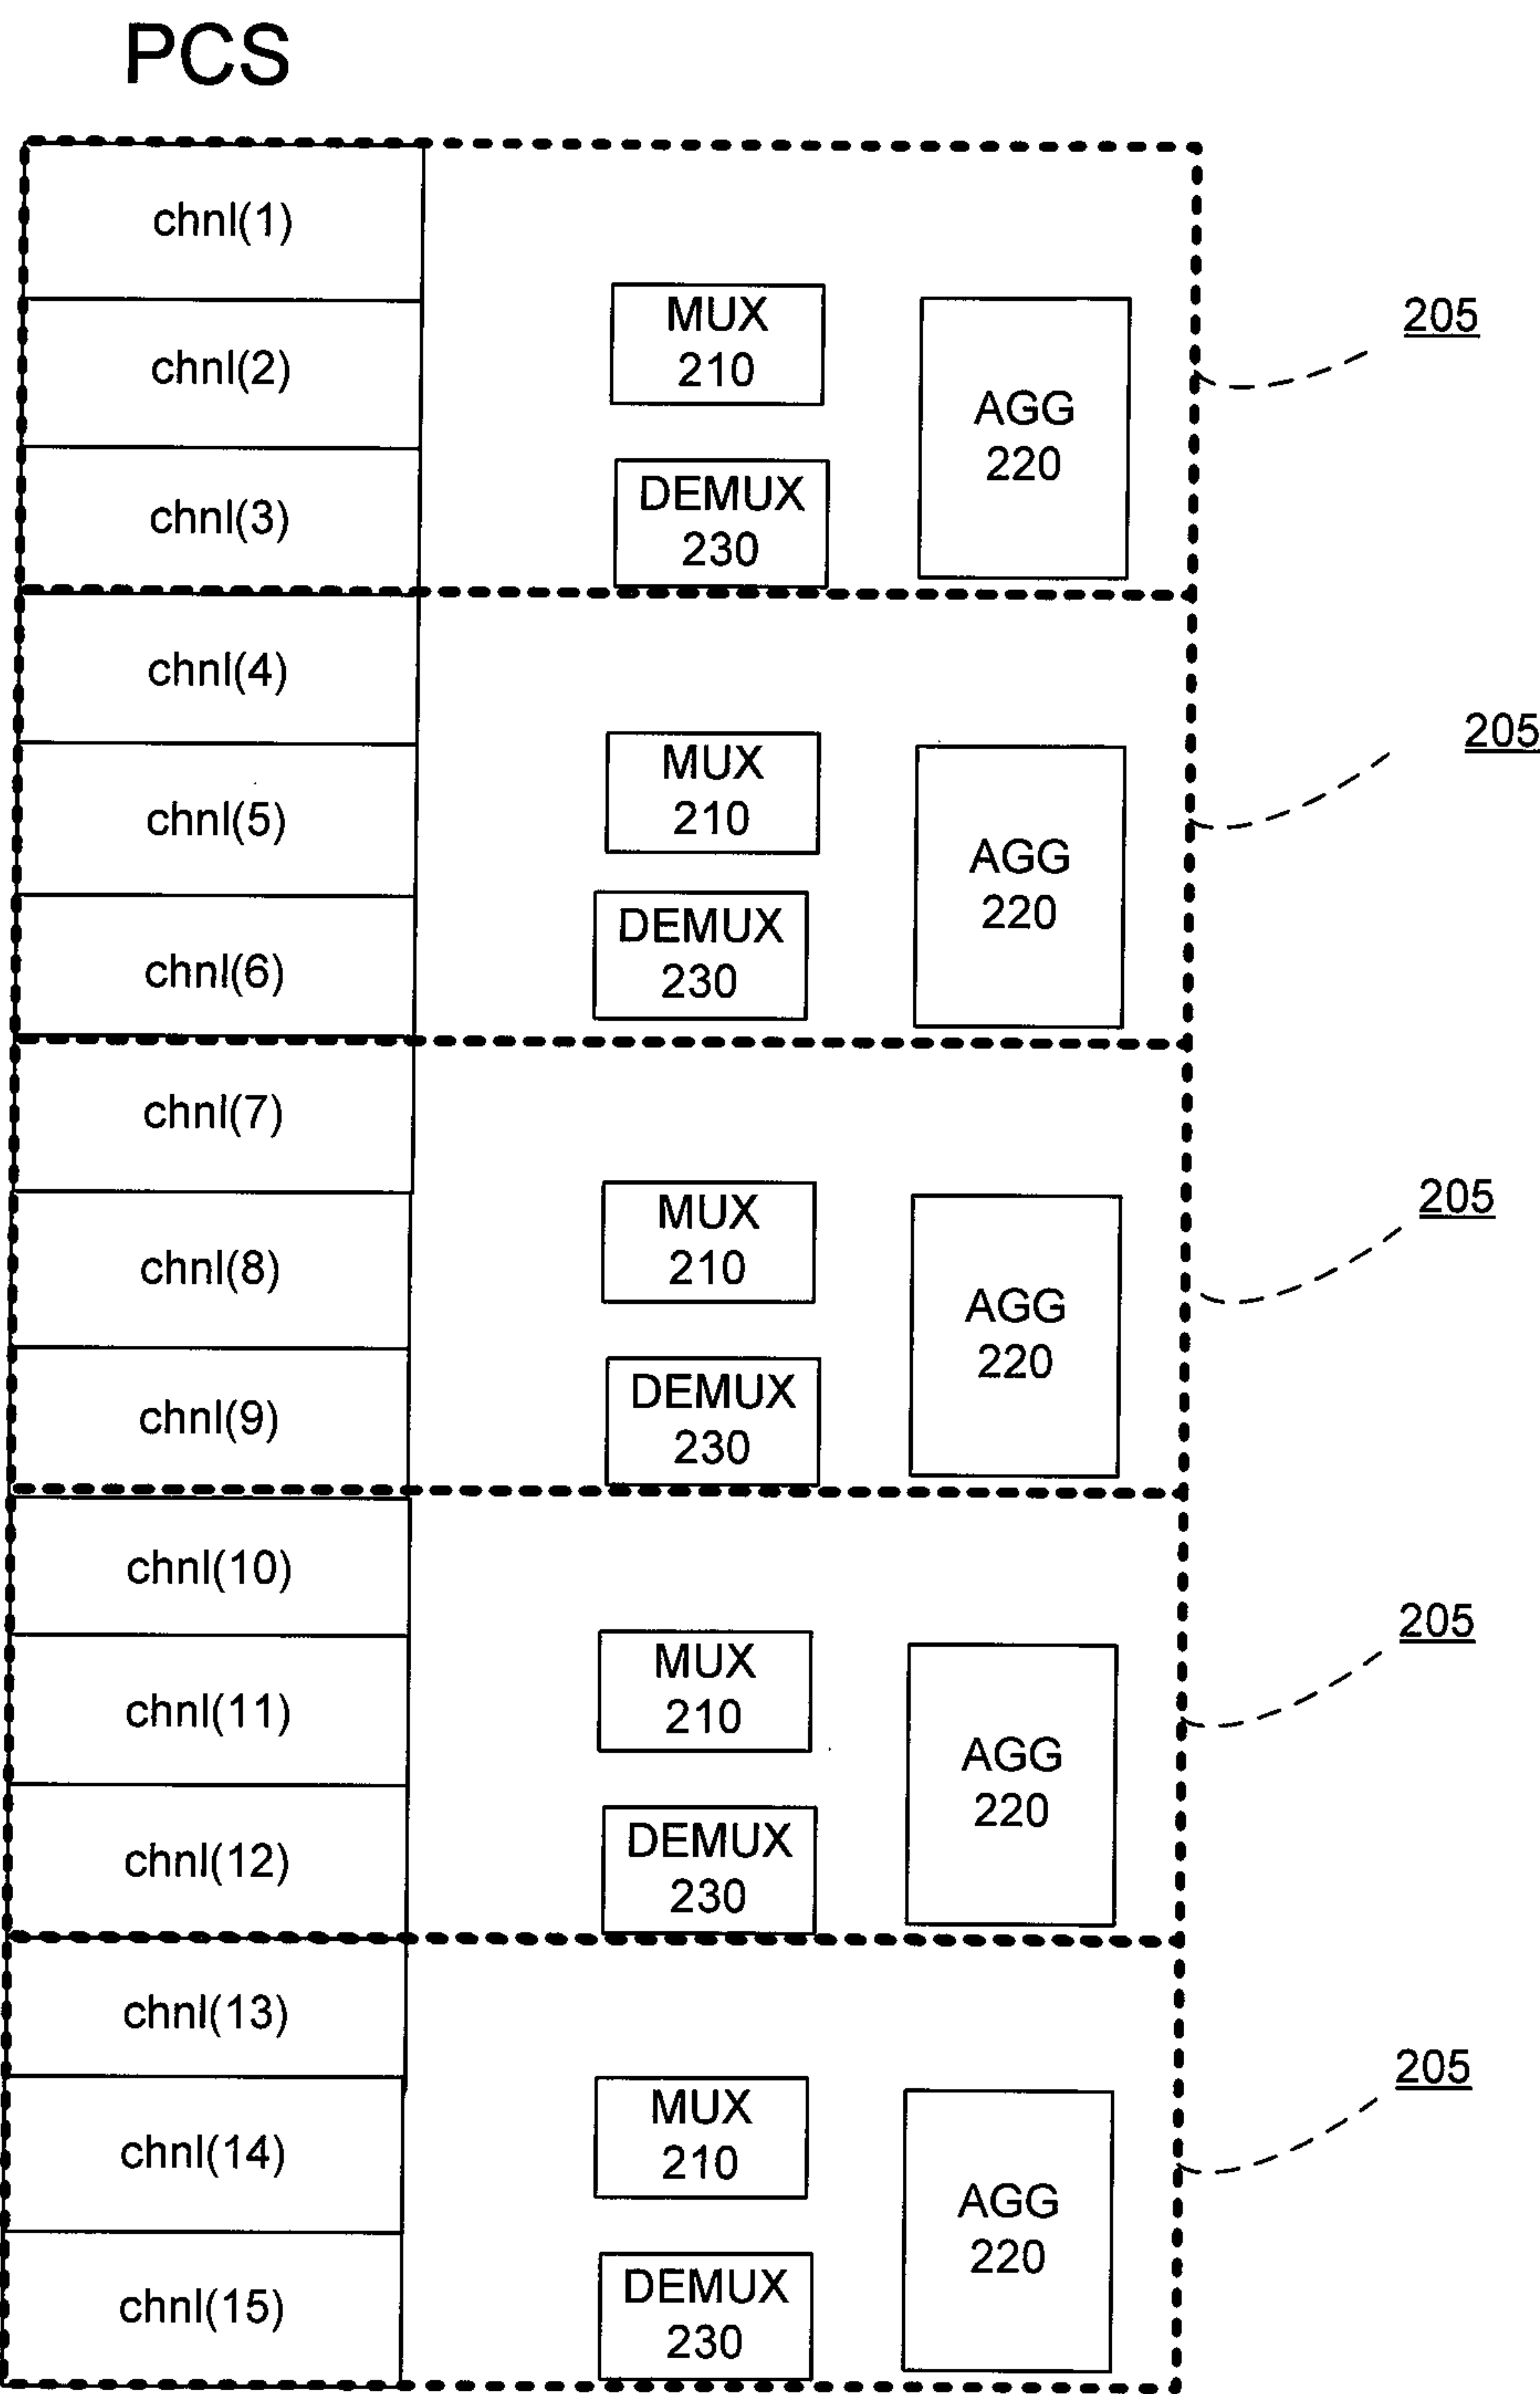 PCS
chnl(1)
chnl(2)
chnl(3)
MUX
210
DEMUX
230
AGG
220
205
chnl(4)
chnl(5)
chnl(6)
MUX
210
DEMUX
230
AGG
220
205
chnl(7)
chnl(8)
chnl(9)
MUX
210
DEMUX
230
AGG
220
205
chnl(10)
chnl(11)
chnl(12)
MUX
210
DEMUX
230
AGG
220
205
chnl(13)
chnl(14)
chnl(15)
MUX
210
DEMUX
230
AGG
220
205